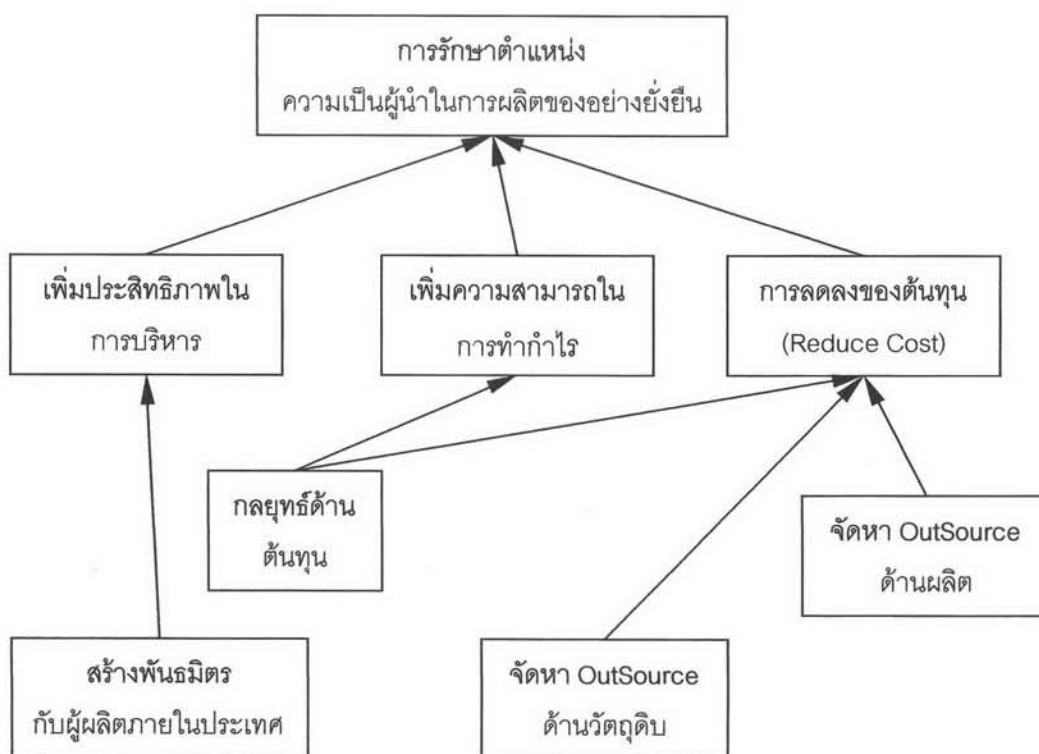 การรักษาตำแหน่ง
ความเป็นผู้นำในการผลิตของอย่างยั่งยืน
เพิ่มประสิทธิภาพใน
การบริหาร
เพิ่มความสามารถใน
การทำกำไร
การลดลงของต้นทุน
(Reduce Cost)
กลยุทธ์ด้าน
ต้นทุน
จัดหา OutSource
ด้านผลิต
สร้างพันธมิตร
กับผู้ผลิตภายในประเทศ
จัดหา OutSource
ด้านวัตถุดิบ